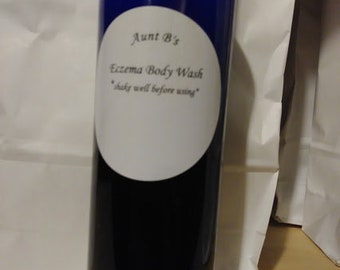 Aunt B's
Eczema Body Wash
*shake well before using*